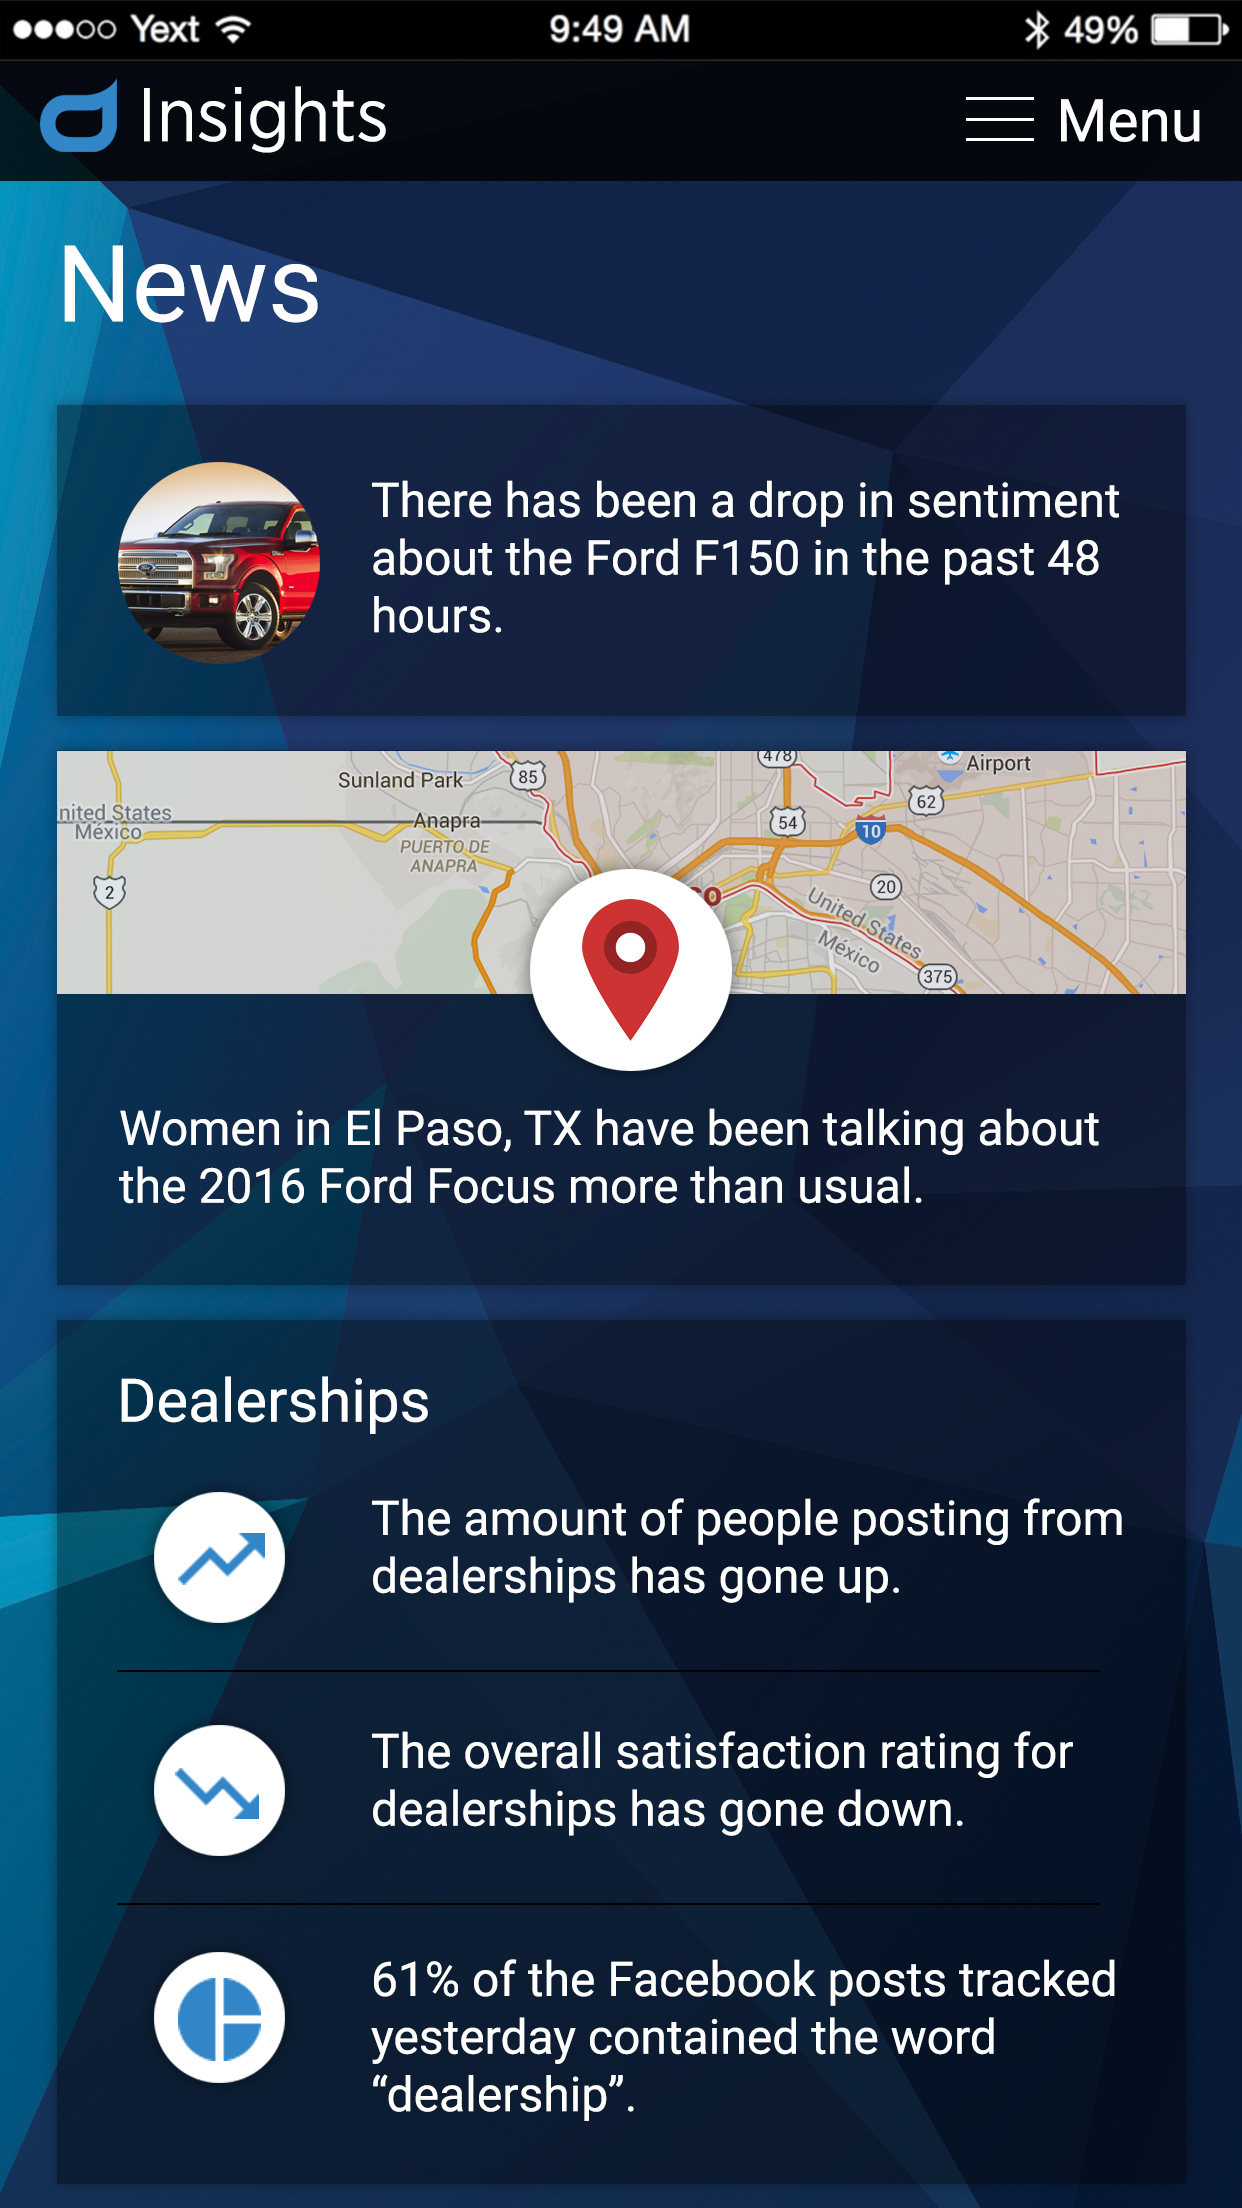 Yext 9:49 AM 49%
Insights Menu
News
There has been a drop in sentiment
about the Ford F150 in the past 48
hours.
478
Airport
Sunland Park 85
62
nited States
México
Anapra 54 10
PUERTO DE
ANAPRA
2 20
United States
México
375
Women in El Paso, TX have been talking about
the 2016 Ford Focus more than usual.
Dealerships
The amount of people posting from
dealerships has gone up.
The overall satisfaction rating for
dealerships has gone down.
61% of the Facebook posts tracked
yesterday contained the word
“dealership”.